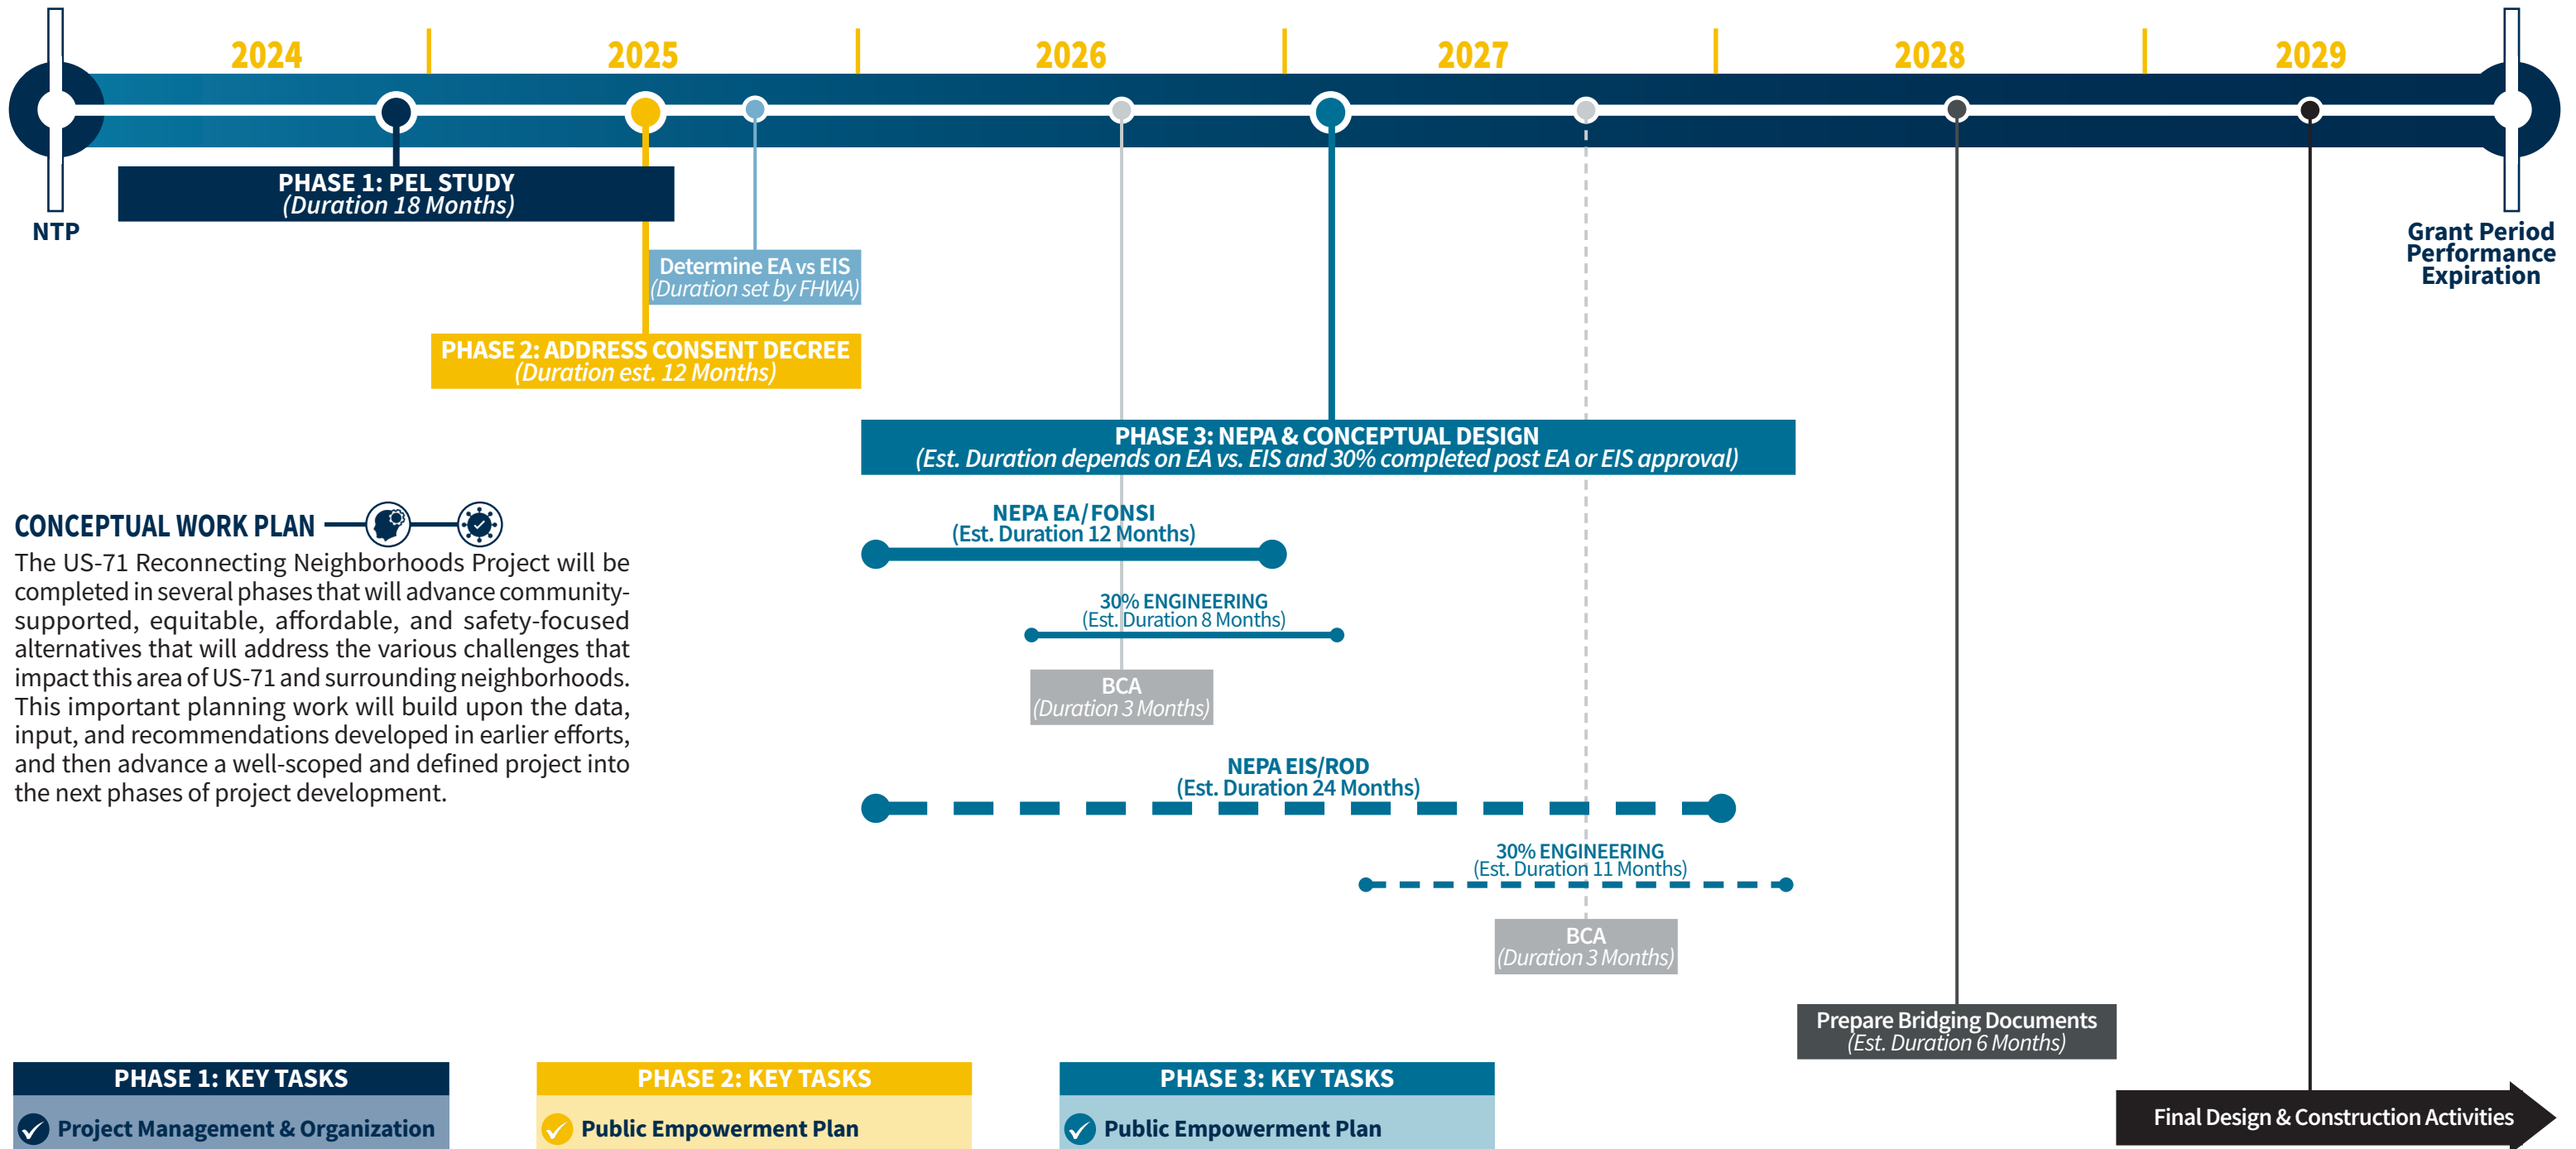 2024
2025
2026
2027
2028
2029
NTP
Grant Period
Performance
Expiration
PHASE 1: PEL STUDY
(Duration 18 Months)
Determine EA vs EIS
(Duration set by FHWA)
PHASE 2: ADDRESS CONSENT DECREE
(Duration est. 12 Months)
PHASE 3: NEPA & CONCEPTUAL DESIGN
(Est. Duration depends on EA vs. EIS and 30% completed post EA or EIS approval)
NEPA EA/FONSI
(Est. Duration 12 Months)
30% ENGINEERING
(Est. Duration 8 Months)
BCA
(Duration 3 Months)
NEPA EIS/ROD
(Est. Duration 24 Months)
30% ENGINEERING
(Est. Duration 11 Months)
BCA
(Duration 3 Months)
Prepare Bridging Documents
(Est. Duration 6 Months)
Final Design & Construction Activities
CONCEPTUAL WORK PLAN
The US-71 Reconnecting Neighborhoods Project will be
completed in several phases that will advance community-
supported, equitable, affordable, and safety-focused
alternatives that will address the various challenges that
impact this area of US-71 and surrounding neighborhoods.
This important planning work will build upon the data,
input, and recommendations developed in earlier efforts,
and then advance a well-scoped and defined project into
the next phases of project development.
PHASE 1: KEY TASKS
Project Management & Organization
PHASE 2: KEY TASKS
Public Empowerment Plan
PHASE 3: KEY TASKS
Public Empowerment Plan